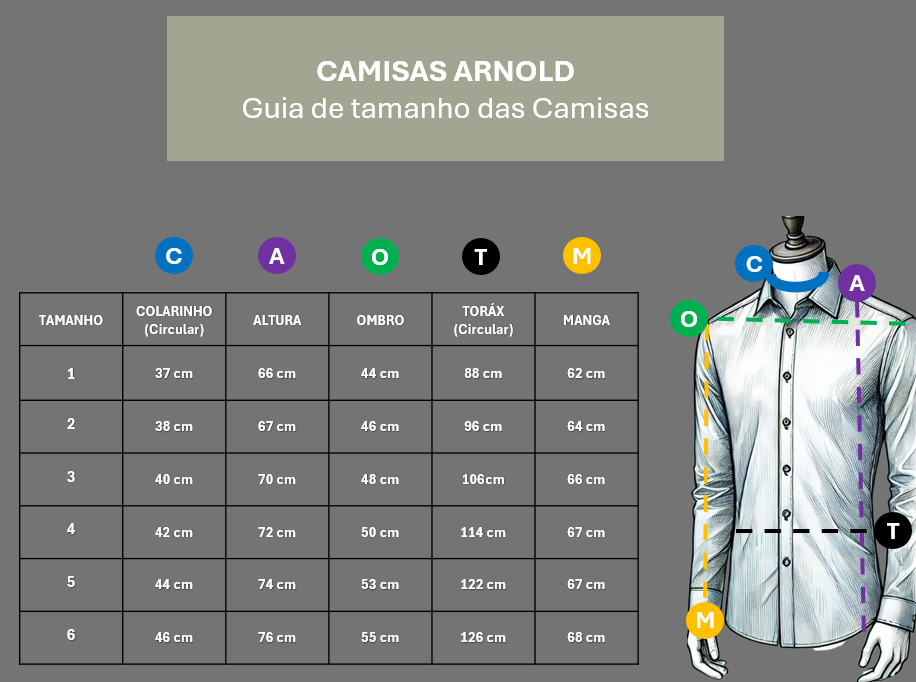 CAMISAS ARNOLD
Guia de tamanho das Camisas
C A O T M
TAMANHO COLARINHO (Circular) ALTURA OMBRO TORÁX (Circular) MANGA
1 37 cm 66 cm 44 cm 88 cm 62 cm
2 38 cm 67 cm 46 cm 96 cm 64 cm
3 40 cm 70 cm 48 cm 106cm 66 cm
4 42 cm 72 cm 50 cm 114 cm 67 cm
5 44 cm 74 cm 53 cm 122 cm 67 cm
6 46 cm 76 cm 55 cm 126 cm 68 cm
C
A
O
T
M